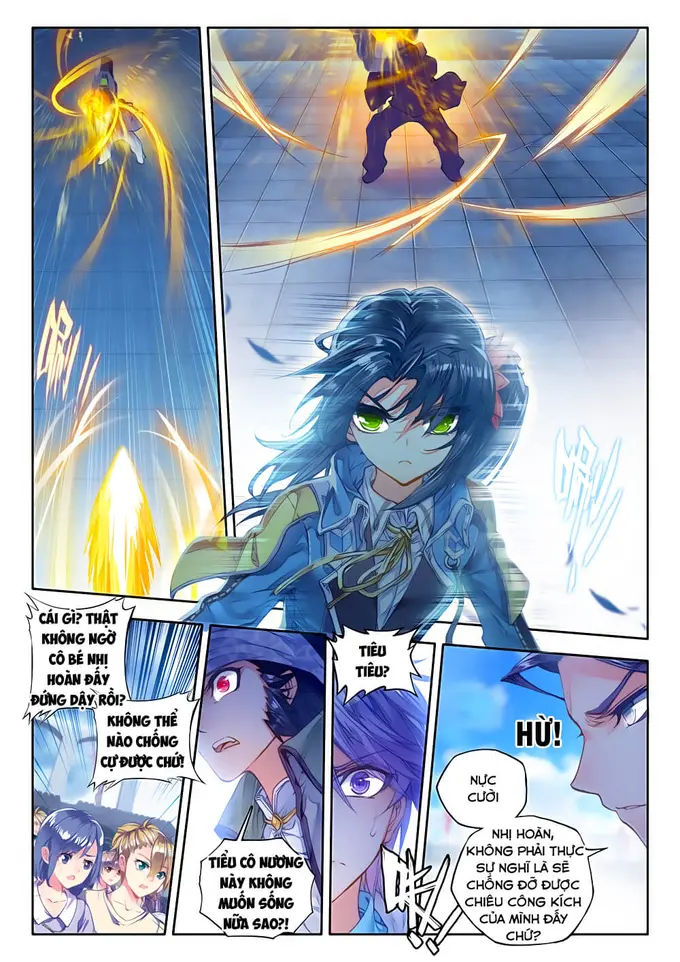 CÁI GÌ? THẬT
KHÔNG NGỜ
CÔ BÉ NHỊ
HOÀN ĐẤY
ĐỨNG DẬY RỒI?
KHÔNG THỂ
NÀO CHỐNG
CỰ ĐƯỢC CHỨ!
TIỂU CÔ NƯƠNG
NÀY KHÔNG
MUỐN SỐNG
NỮA SAO?!
TIÊU
TIÊU?
HỪ!
NỰC
CƯỜI
NHỊ HOÀN,
KHÔNG PHẢI THỰC
SỰ NGHĨ LÀ SẼ
CHỐNG ĐỠ ĐƯỢC
CHIÊU CÔNG KÍCH
CỦA MÌNH ĐẤY
CHỨ?